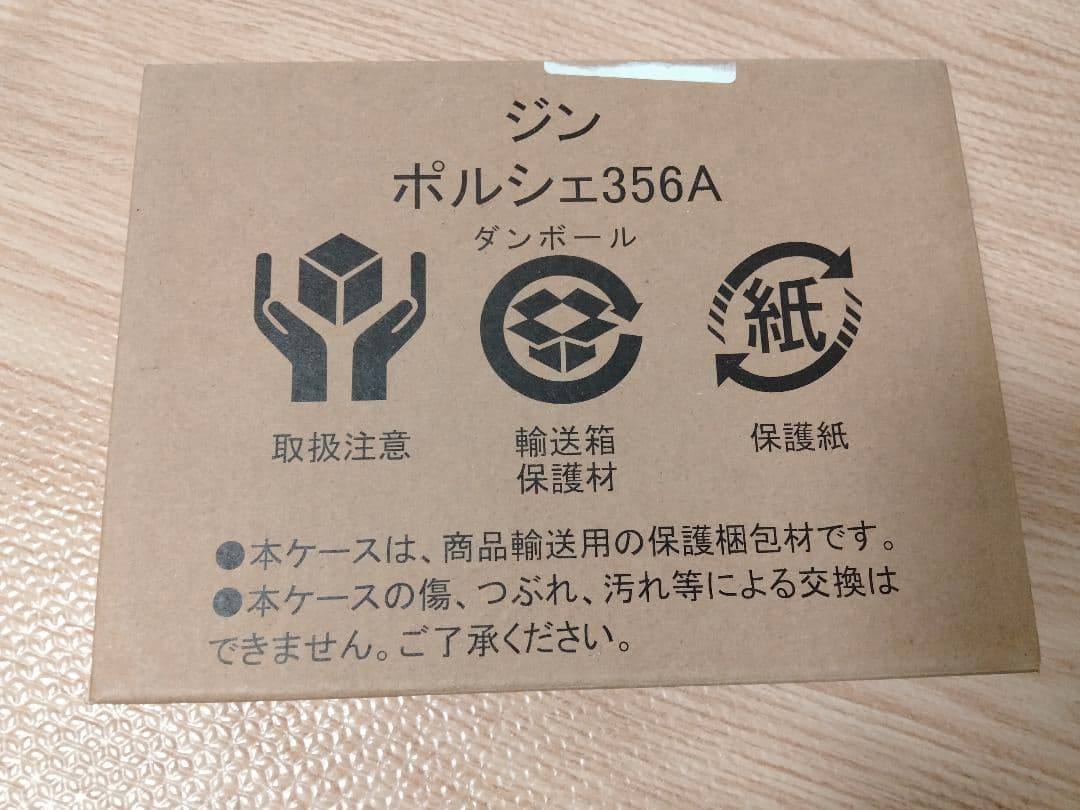 ジン
ポルシェ356A
ダンボール
紙
取扱注意
輸送箱
保護材
保護紙
●本ケースは、商品輸送用の保護梱包材です。
●本ケースの傷、つぶれ、汚れ等による交換は
できません。ご了承ください。